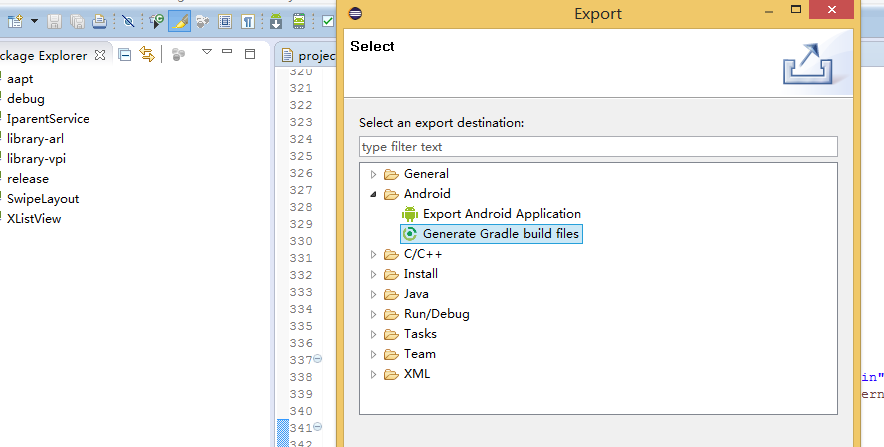 Export
ckage Explorer
aapt
debug
IparentService
library-arl
library-vpi
release
SwipeLayout
XListView
projec
320
321
322
323
324
325
326
327
328
329
330
331
332
333
334
335
336
337
338
339
340
341
342
Select
Select an export destination:
type filter text
General
Android
Export Android Application
Generate Gradle build files
C/C++
Install
Java
Run/Debug
Tasks
Team
XML
in"
ern